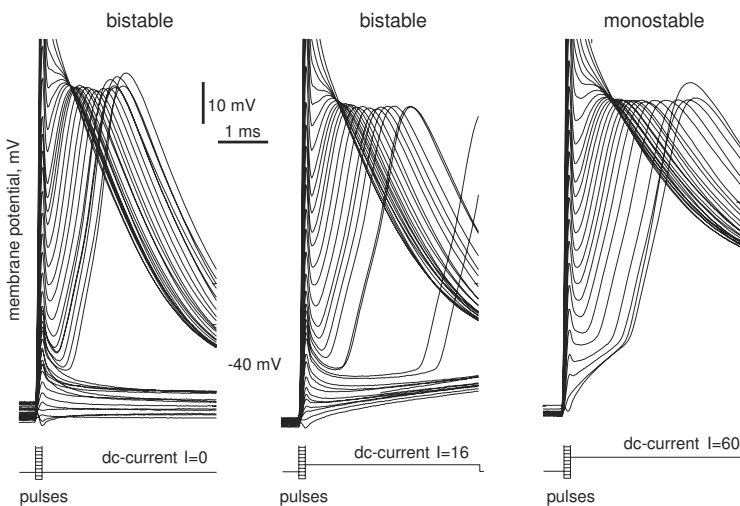 bistable
bistable
monostable
membrane potential, mV
10 mV
1 ms
-40 mV
dc-current I=0
dc-current I=16
dc-current I=60
pulses
pulses
pulses